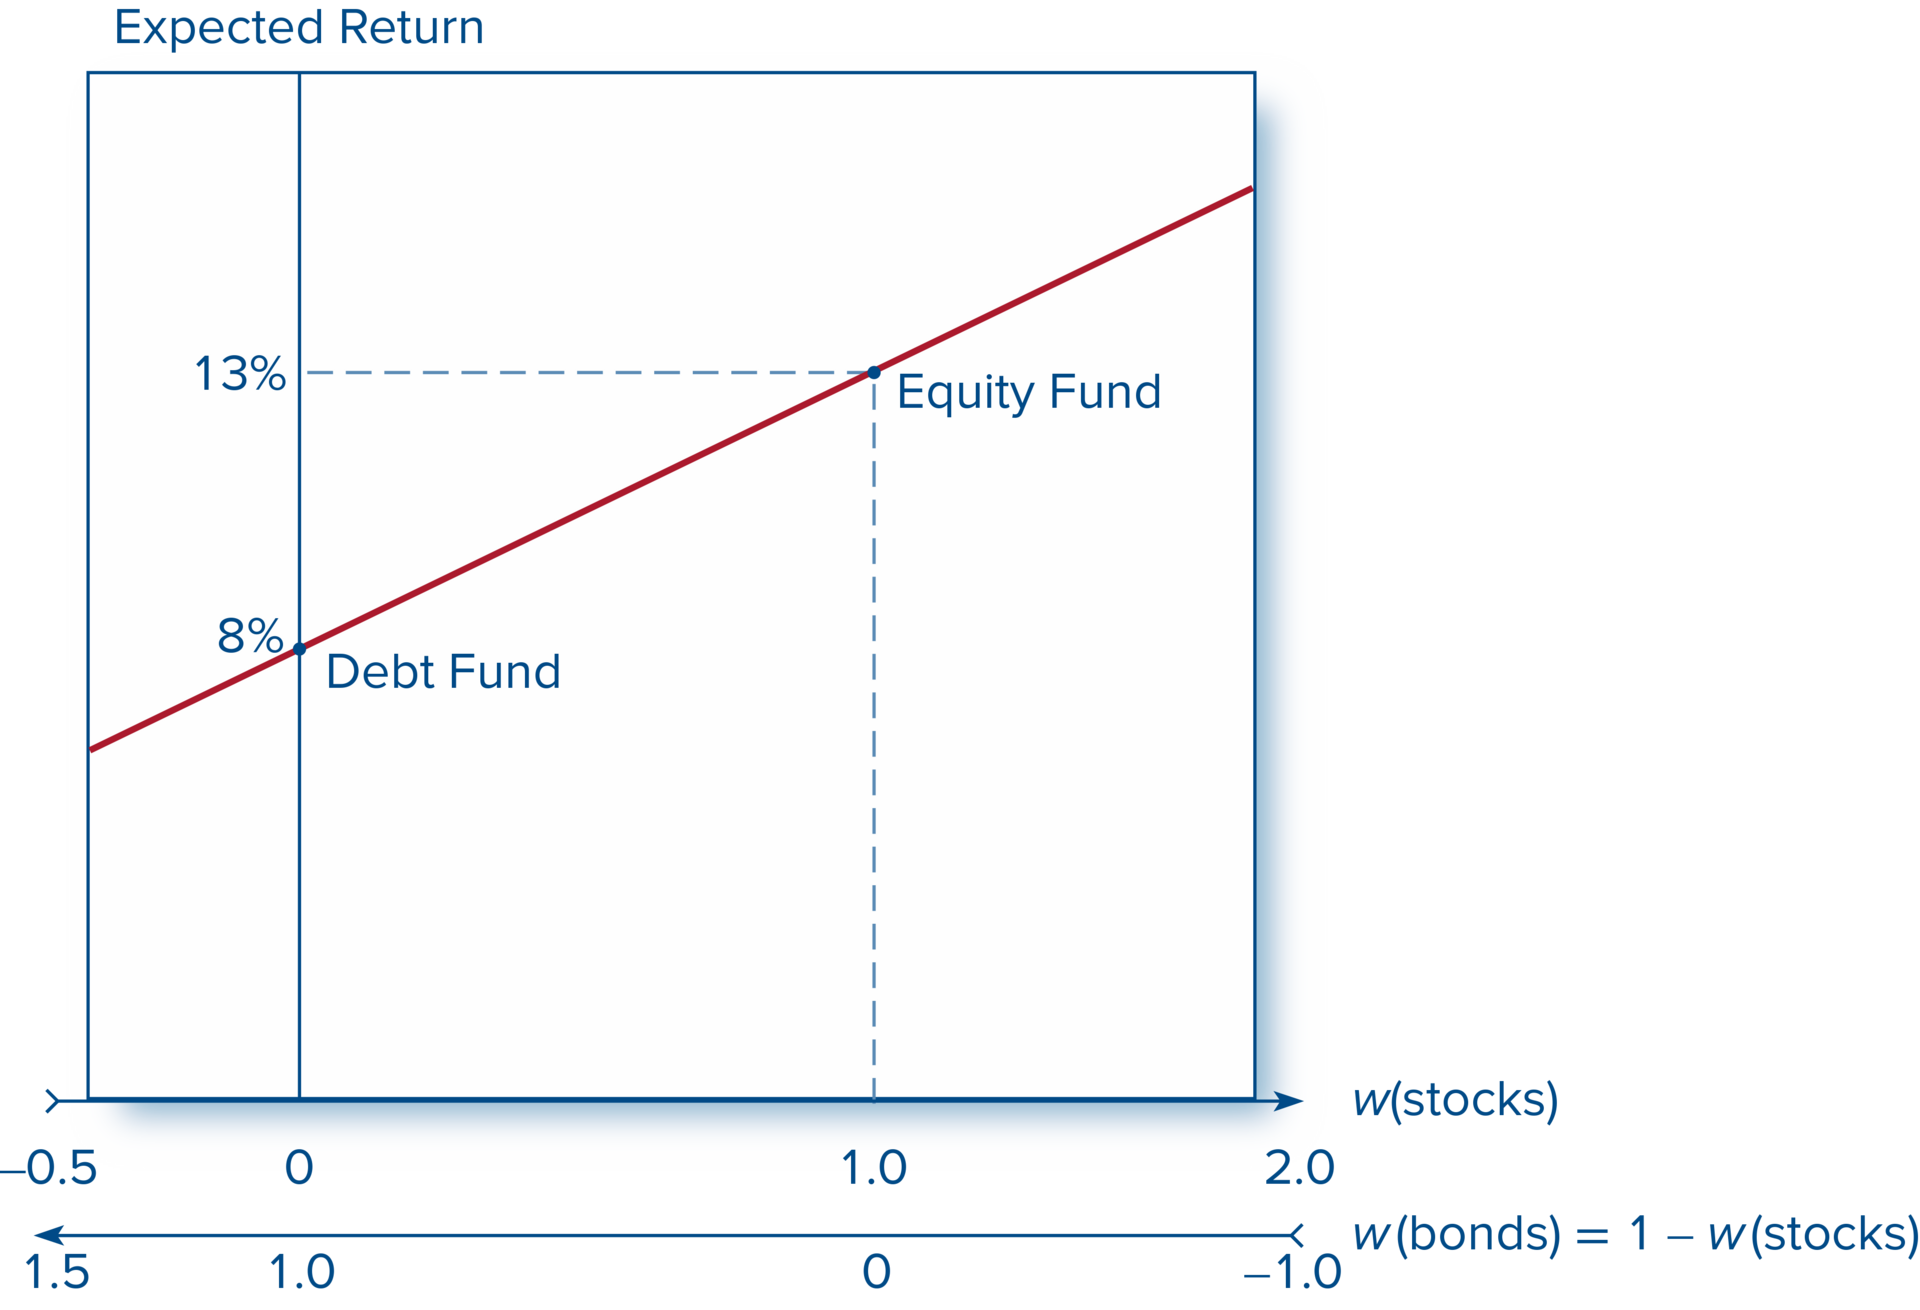 Expected Return
13%
Equity Fund
8%
Debt Fund
w(stocks)
–0.5 0 1.0 2.0
w(bonds) = 1 – w(stocks)
1.5 1.0 0 –1.0